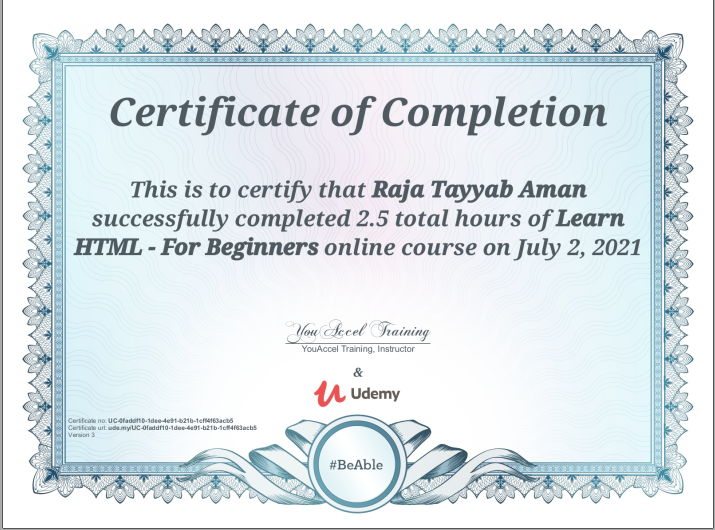 Certificate of Completion
This is to certify that Raja Tayyab Aman
successfully completed 2.5 total hours of Learn
HTML - For Beginners online course on July 2, 2021
YouAccel Training
YouAccel Training, Instructor
&
Udemy
Certificate no: UC-0faddf10-1dee-4e91-b21b-1cff4f63acb5
Certificate url: ude.my/UC-0faddf10-1dee-4e91-b21b-1cff4f63acb5
Version 3
#BeAble